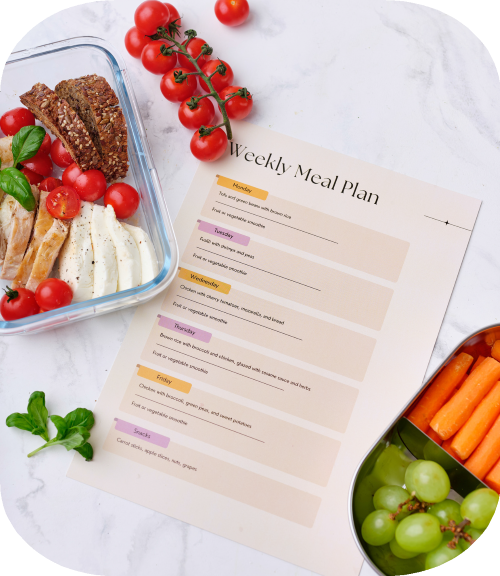 Weekly Meal Plan
Monday
Tofu and green beans with brown rice
Fruit or vegetable smoothie
Tuesday
Fusilli with shrimps and peas
Fruit or vegetable smoothie
Wednesday
Chicken with cherry tomatoes, mozzarella, and bread
Fruit or vegetable smoothie
Thursday
Brown rice with broccoli and chicken, glazed with sesame sauce and herbs
Fruit or vegetable smoothie
Friday
Chicken with broccoli, green peas, and sweet potatoes
Fruit or vegetable smoothie
Snacks
Carrot sticks, apple slices, nuts, grapes